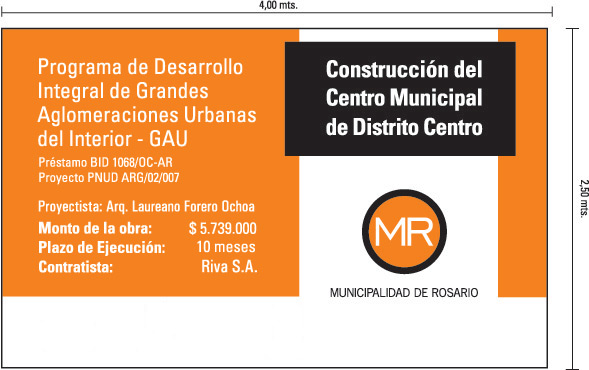 4,00 mts.
Programa de Desarrollo
Integral de Grandes
Aglomeraciones Urbanas
del Interior - GAU
Préstamo BID 1068/OC-AR
Proyecto PNUD ARG/02/007
Proyectista: Arq. Laureano Forero Ochoa
Monto de la obra: $ 5.739.000
Plazo de Ejecución: 10 meses
Contratista: Riva S.A.
Construcción del
Centro Municipal
de Distrito Centro
MR
MUNICIPALIDAD DE ROSARIO
2,50 mts.